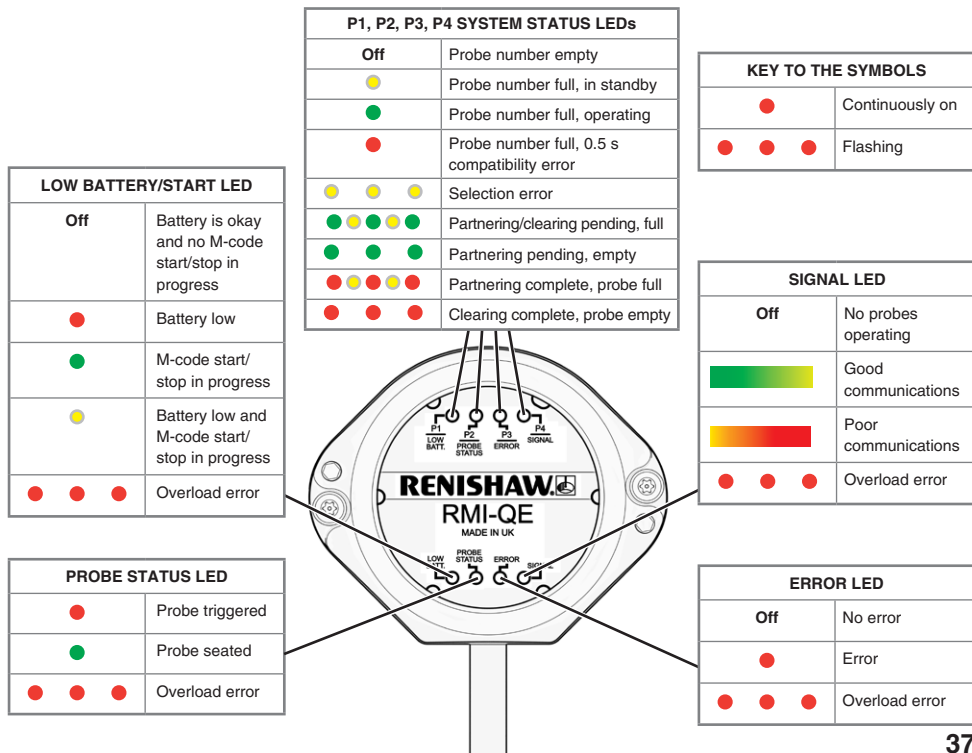 P1, P2, P3, P4 SYSTEM STATUS LEDs
Off Probe number empty
Probe number full, in standby
Probe number full, operating
Probe number full, 0.5 s
compatibility error
Selection error
Partnering/clearing pending, full
Partnering pending, empty
Partnering complete, probe full
Clearing complete, probe empty
KEY TO THE SYMBOLS
Continuously on
Flashing
LOW BATTERY/START LED
Off Battery is okay
and no M-code
start/stop in
progress
Battery low
M-code start/
stop in progress
Battery low and
M-code start/
stop in progress
Overload error
SIGNAL LED
Off No probes
operating
Good
communications
Poor
communications
Overload error
P1 P2 P3 P4
LOW
BATT.
PROBE
STATUS
ERROR
SIGNAL
RENISHAW
RMI-QE
MADE IN UK
LOW
BATT.
PROBE
STATUS
ERROR
SIGNAL
PROBE STATUS LED
Probe triggered
Probe seated
Overload error
ERROR LED
Off No error
Error
Overload error
37